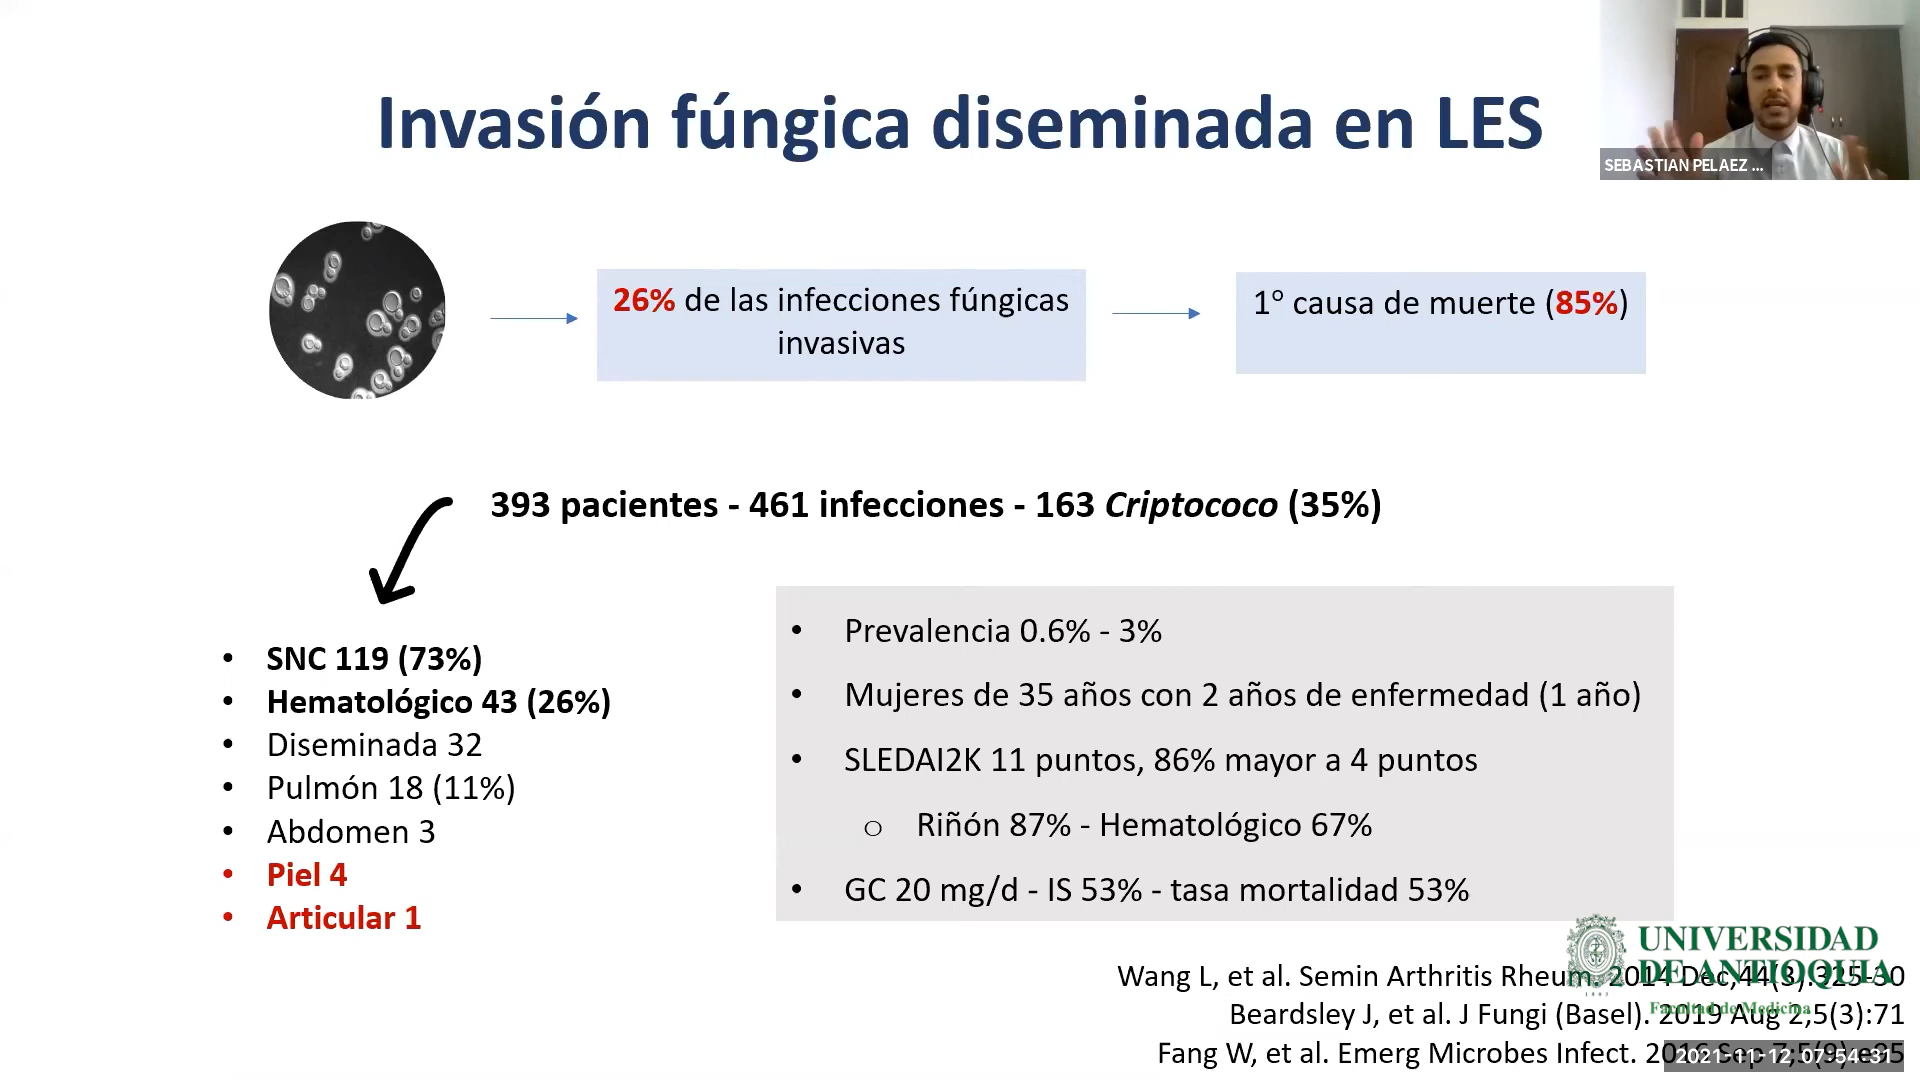 Invasión fúngica diseminada en LES
SEBASTIAN PELAEZ ...
26% de las infecciones fúngicas
invasivas
1º causa de muerte (85%)
393 pacientes - 461 infecciones - 163 Criptococo (35%)
• SNC 119 (73%)
• Hematológico 43 (26%)
• Diseminada 32
• Pulmón 18 (11%)
• Abdomen 3
• Piel 4
• Articular 1
• Prevalencia 0.6% - 3%
• Mujeres de 35 años con 2 años de enfermedad (1 año)
• SLEDAI2K 11 puntos, 86% mayor a 4 puntos
o Riñón 87% - Hematológico 67%
• GC 20 mg/d - IS 53% - tasa mortalidad 53%
UNIVERSIDAD
DE ANTIOQUIA
Facultad de Medicina
Wang L, et al. Semin Arthritis Rheum. 2014 Dec;44(3):325-30
Beardsley J, et al. J Fungi (Basel). 2019 Aug 2;5(3):71
Fang W, et al. Emerg Microbes Infect. 2016 Sep 7;5(9):e95
2021-11-12 07:54:31